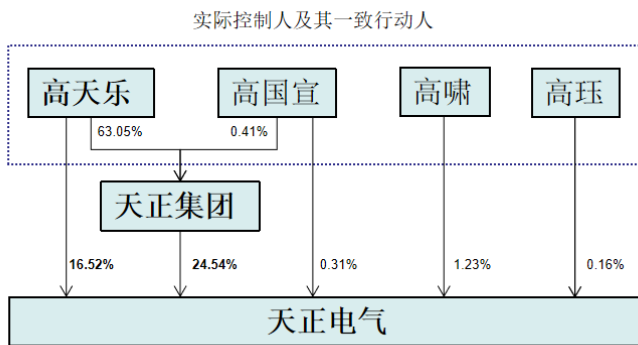 实际控制人及其一致行动人
高天乐 高国宣 高啸 高珏
63.05% 0.41%
天正集团
16.52% 24.54% 0.31% 1.23% 0.16%
天正电气